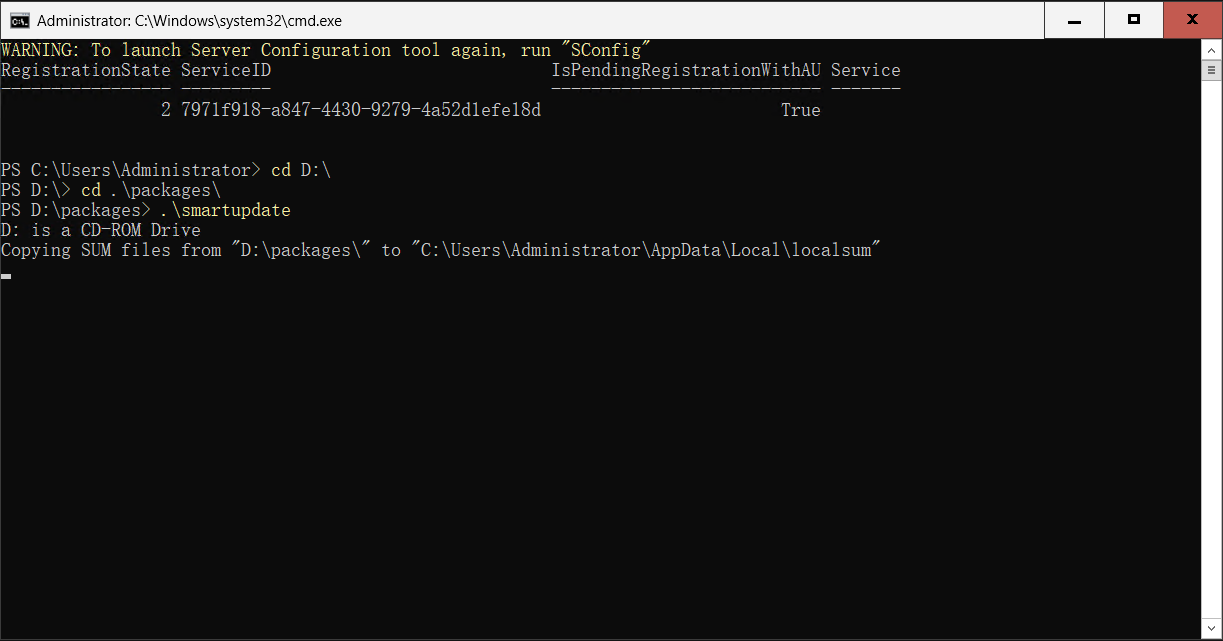 Administrator: C:\Windows\system32\cmd.exe
WARNING: To launch Server Configuration tool again, run "SConfig"
RegistrationState ServiceID                            IsPendingRegistrationWithAU Service
----------------- ---------                            --------------------------- -------
                2 7971f918-a847-4430-9279-4a52d1efe18d                        True
PS C:\Users\Administrator> cd D:\
PS D:\> cd .\packages\
PS D:\packages> .\smartupdate
D: is a CD-ROM Drive
Copying SUM files from "D:\packages\" to "C:\Users\Administrator\AppData\Local\localsum"